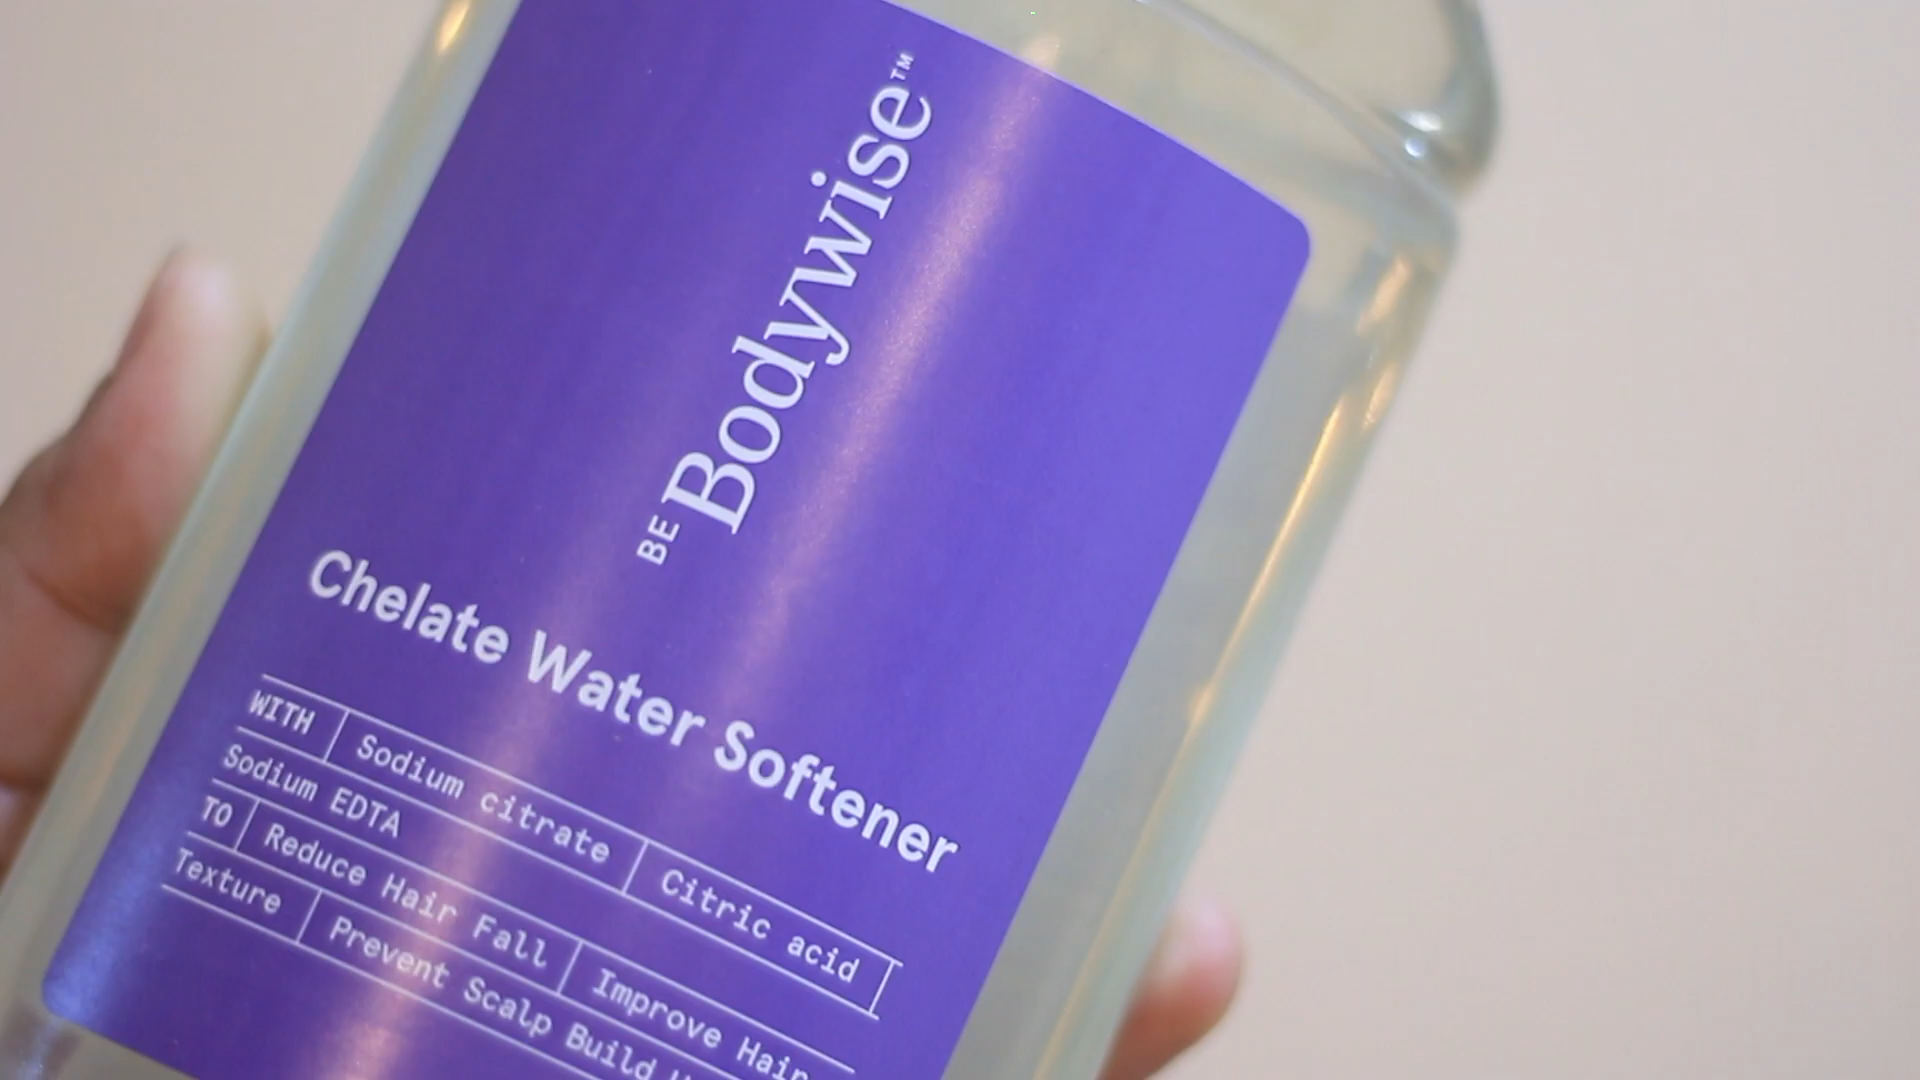 BE Bodywise™
Chelate Water Softener
WITH | Sodium citrate | Citric acid |
Sodium EDTA
TO | Reduce Hair Fall | Improve Hair
Texture | Prevent Scalp Build